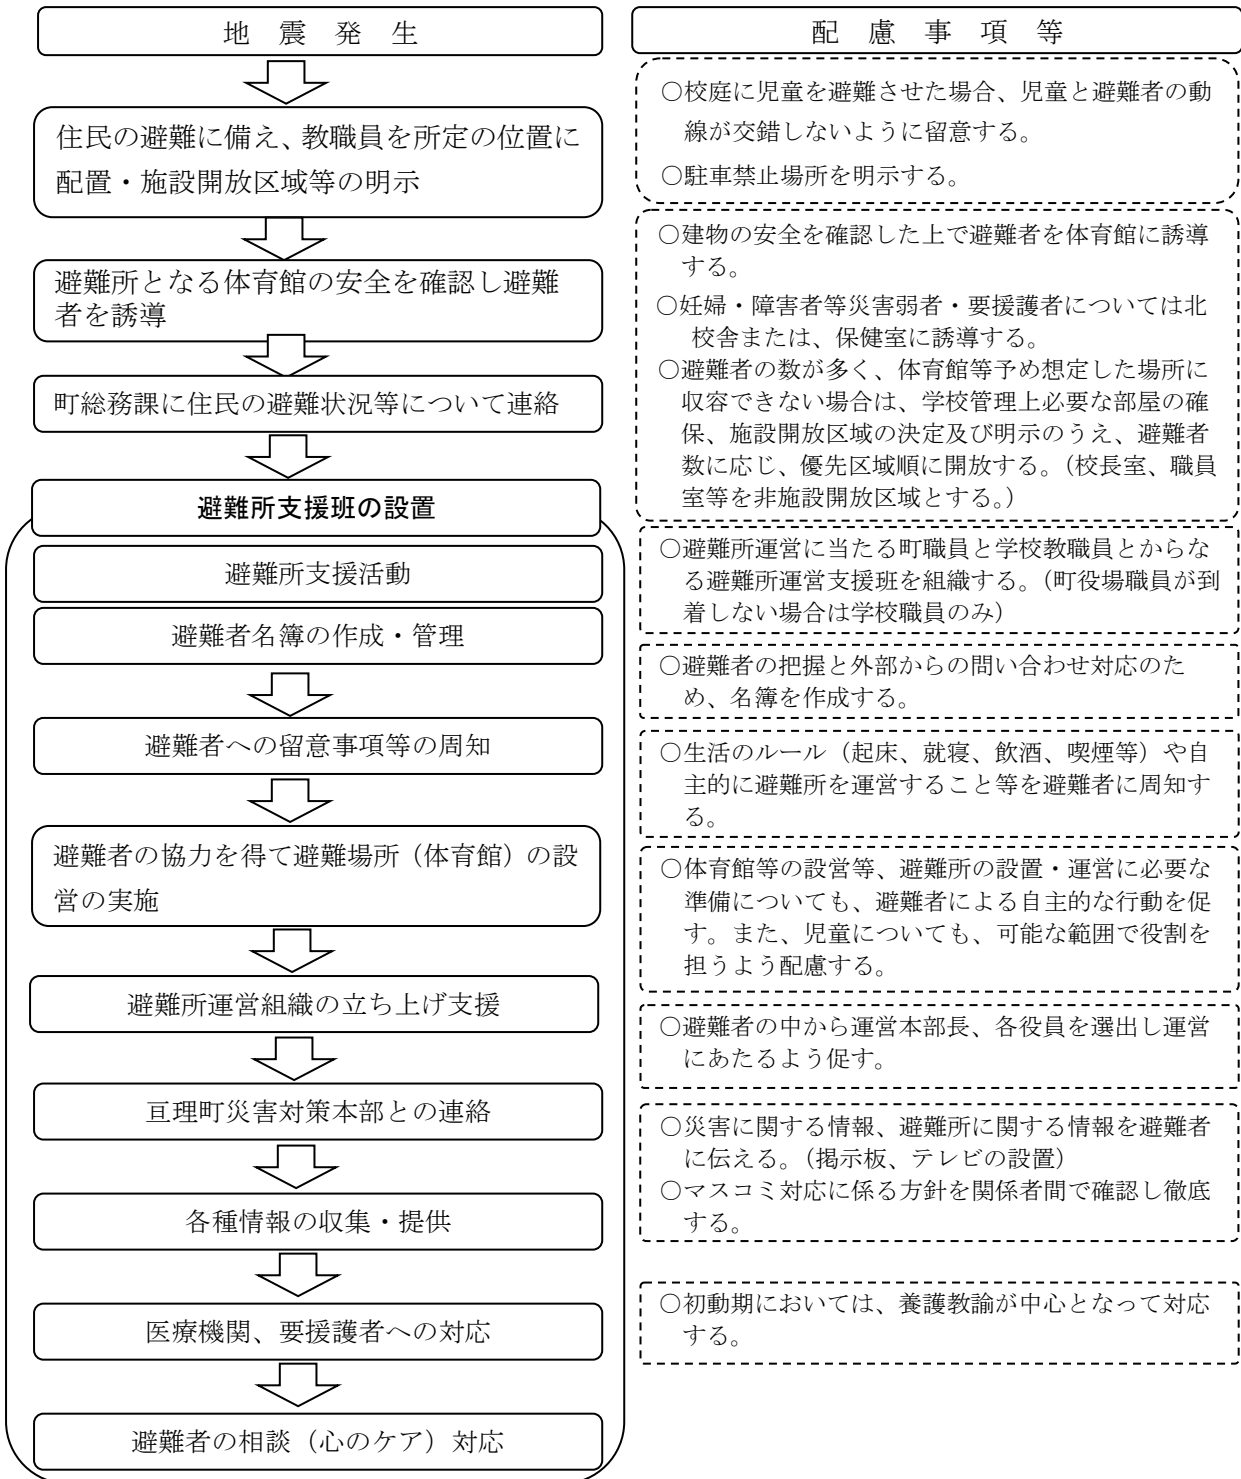 地　震　発　生
住民の避難に備え、教職員を所定の位置に
配置・施設開放区域等の明示
避難所となる体育館の安全を確認し避難
者を誘導
町総務課に住民の避難状況等について連絡
避難所支援班の設置
避難所支援活動
避難者名簿の作成・管理
避難者への留意事項等の周知
避難者の協力を得て避難場所（体育館）の設
営の実施
避難所運営組織の立ち上げ支援
亘理町災害対策本部との連絡
各種情報の収集・提供
医療機関、要援護者への対応
避難者の相談（心のケア）対応
配　慮　事　項　等
○校庭に児童を避難させた場合、児童と避難者の動
線が交錯しないように留意する。
○駐車禁止場所を明示する。
○建物の安全を確認した上で避難者を体育館に誘導
する。
○妊婦・障害者等災害弱者・要援護者については北
校舎または、保健室に誘導する。
○避難者の数が多く、体育館等予め想定した場所に
収容できない場合は、学校管理上必要な部屋の確
保、施設開放区域の決定及び明示のうえ、避難者
数に応じ、優先区域順に開放する。（校長室、職員
室等を非施設開放区域とする。）
○避難所運営に当たる町職員と学校教職員とからな
る避難所運営支援班を組織する。（町役場職員が到
着しない場合は学校職員のみ）
○避難者の把握と外部からの問い合わせ対応のた
め、名簿を作成する。
○生活のルール（起床、就寝、飲酒、喫煙等）や自
主的に避難所を運営すること等を避難者に周知す
る。
○体育館等の設営等、避難所の設置・運営に必要な
準備についても、避難者による自主的な行動を促
す。また、児童についても、可能な範囲で役割を
担うよう配慮する。
○避難者の中から運営本部長、各役員を選出し運営
にあたるよう促す。
○災害に関する情報、避難所に関する情報を避難者
に伝える。（掲示板、テレビの設置）
○マスコミ対応に係る方針を関係者間で確認し徹底
する。
○初動期においては、養護教諭が中心となって対応
する。